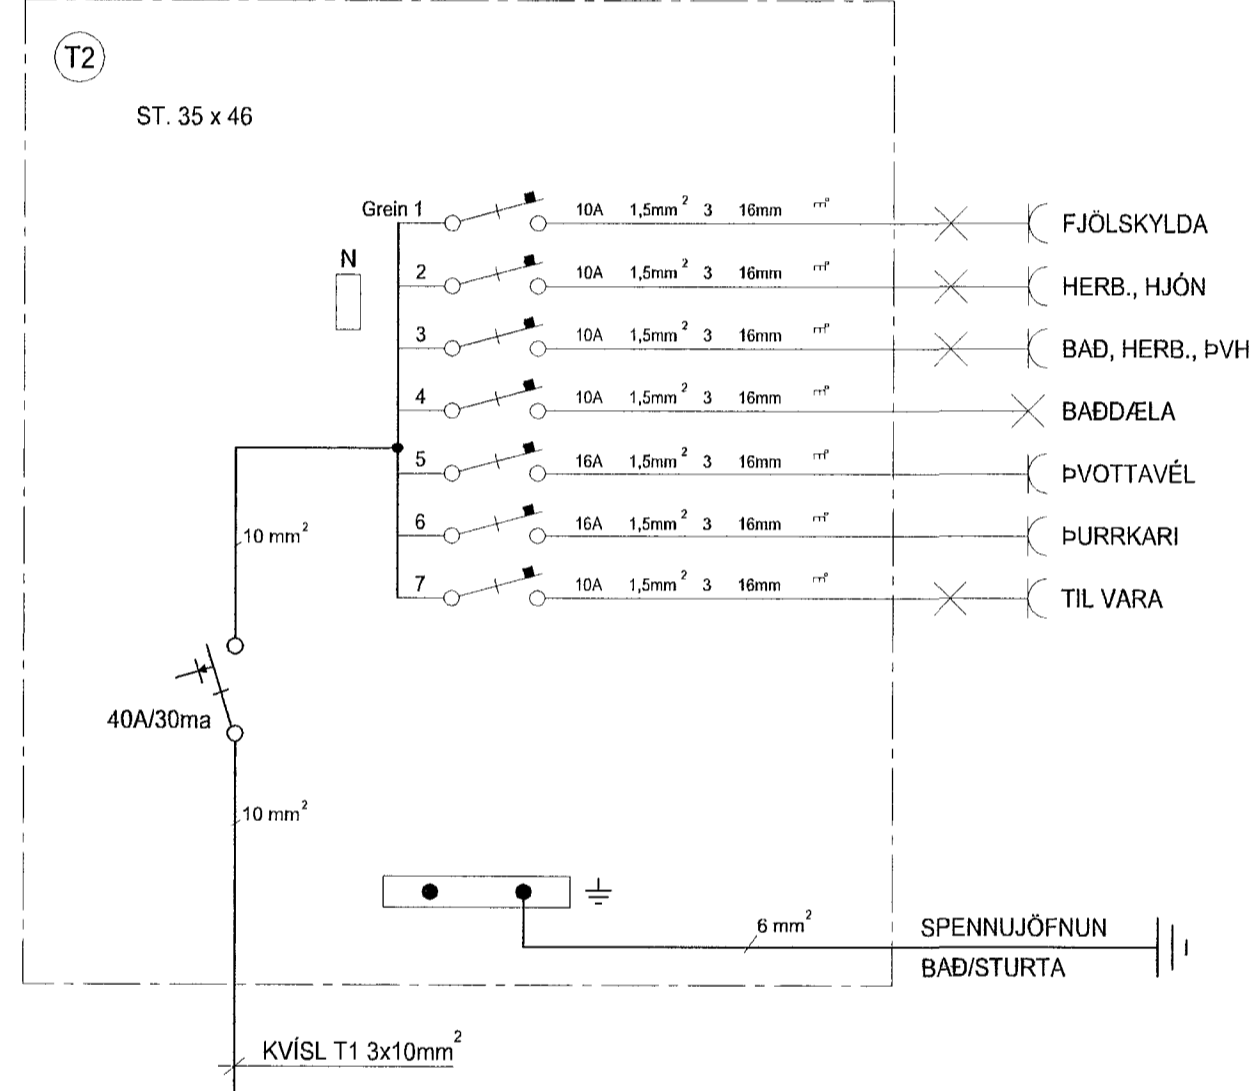 T2
ST. 35 x 46
Grein 1 10A 1,5mm² 3 16mm FJÖLSKYLDA
N
2 10A 1,5mm² 3 16mm HERB., HJÓN
3 10A 1,5mm² 3 16mm BAÐ, HERB., ÞVH
4 10A 1,5mm² 3 16mm BAÐDÆLA
5 16A 1,5mm² 3 16mm ÞVOTTAVÉL
6 16A 1,5mm² 3 16mm ÞURRKARI
7 10A 1,5mm² 3 16mm TIL VARA
10 mm²
40A/30ma
10 mm²
6 mm² SPENNUJÖFNUN
BAÐ/STURTA
KVÍSL T1 3x10mm²